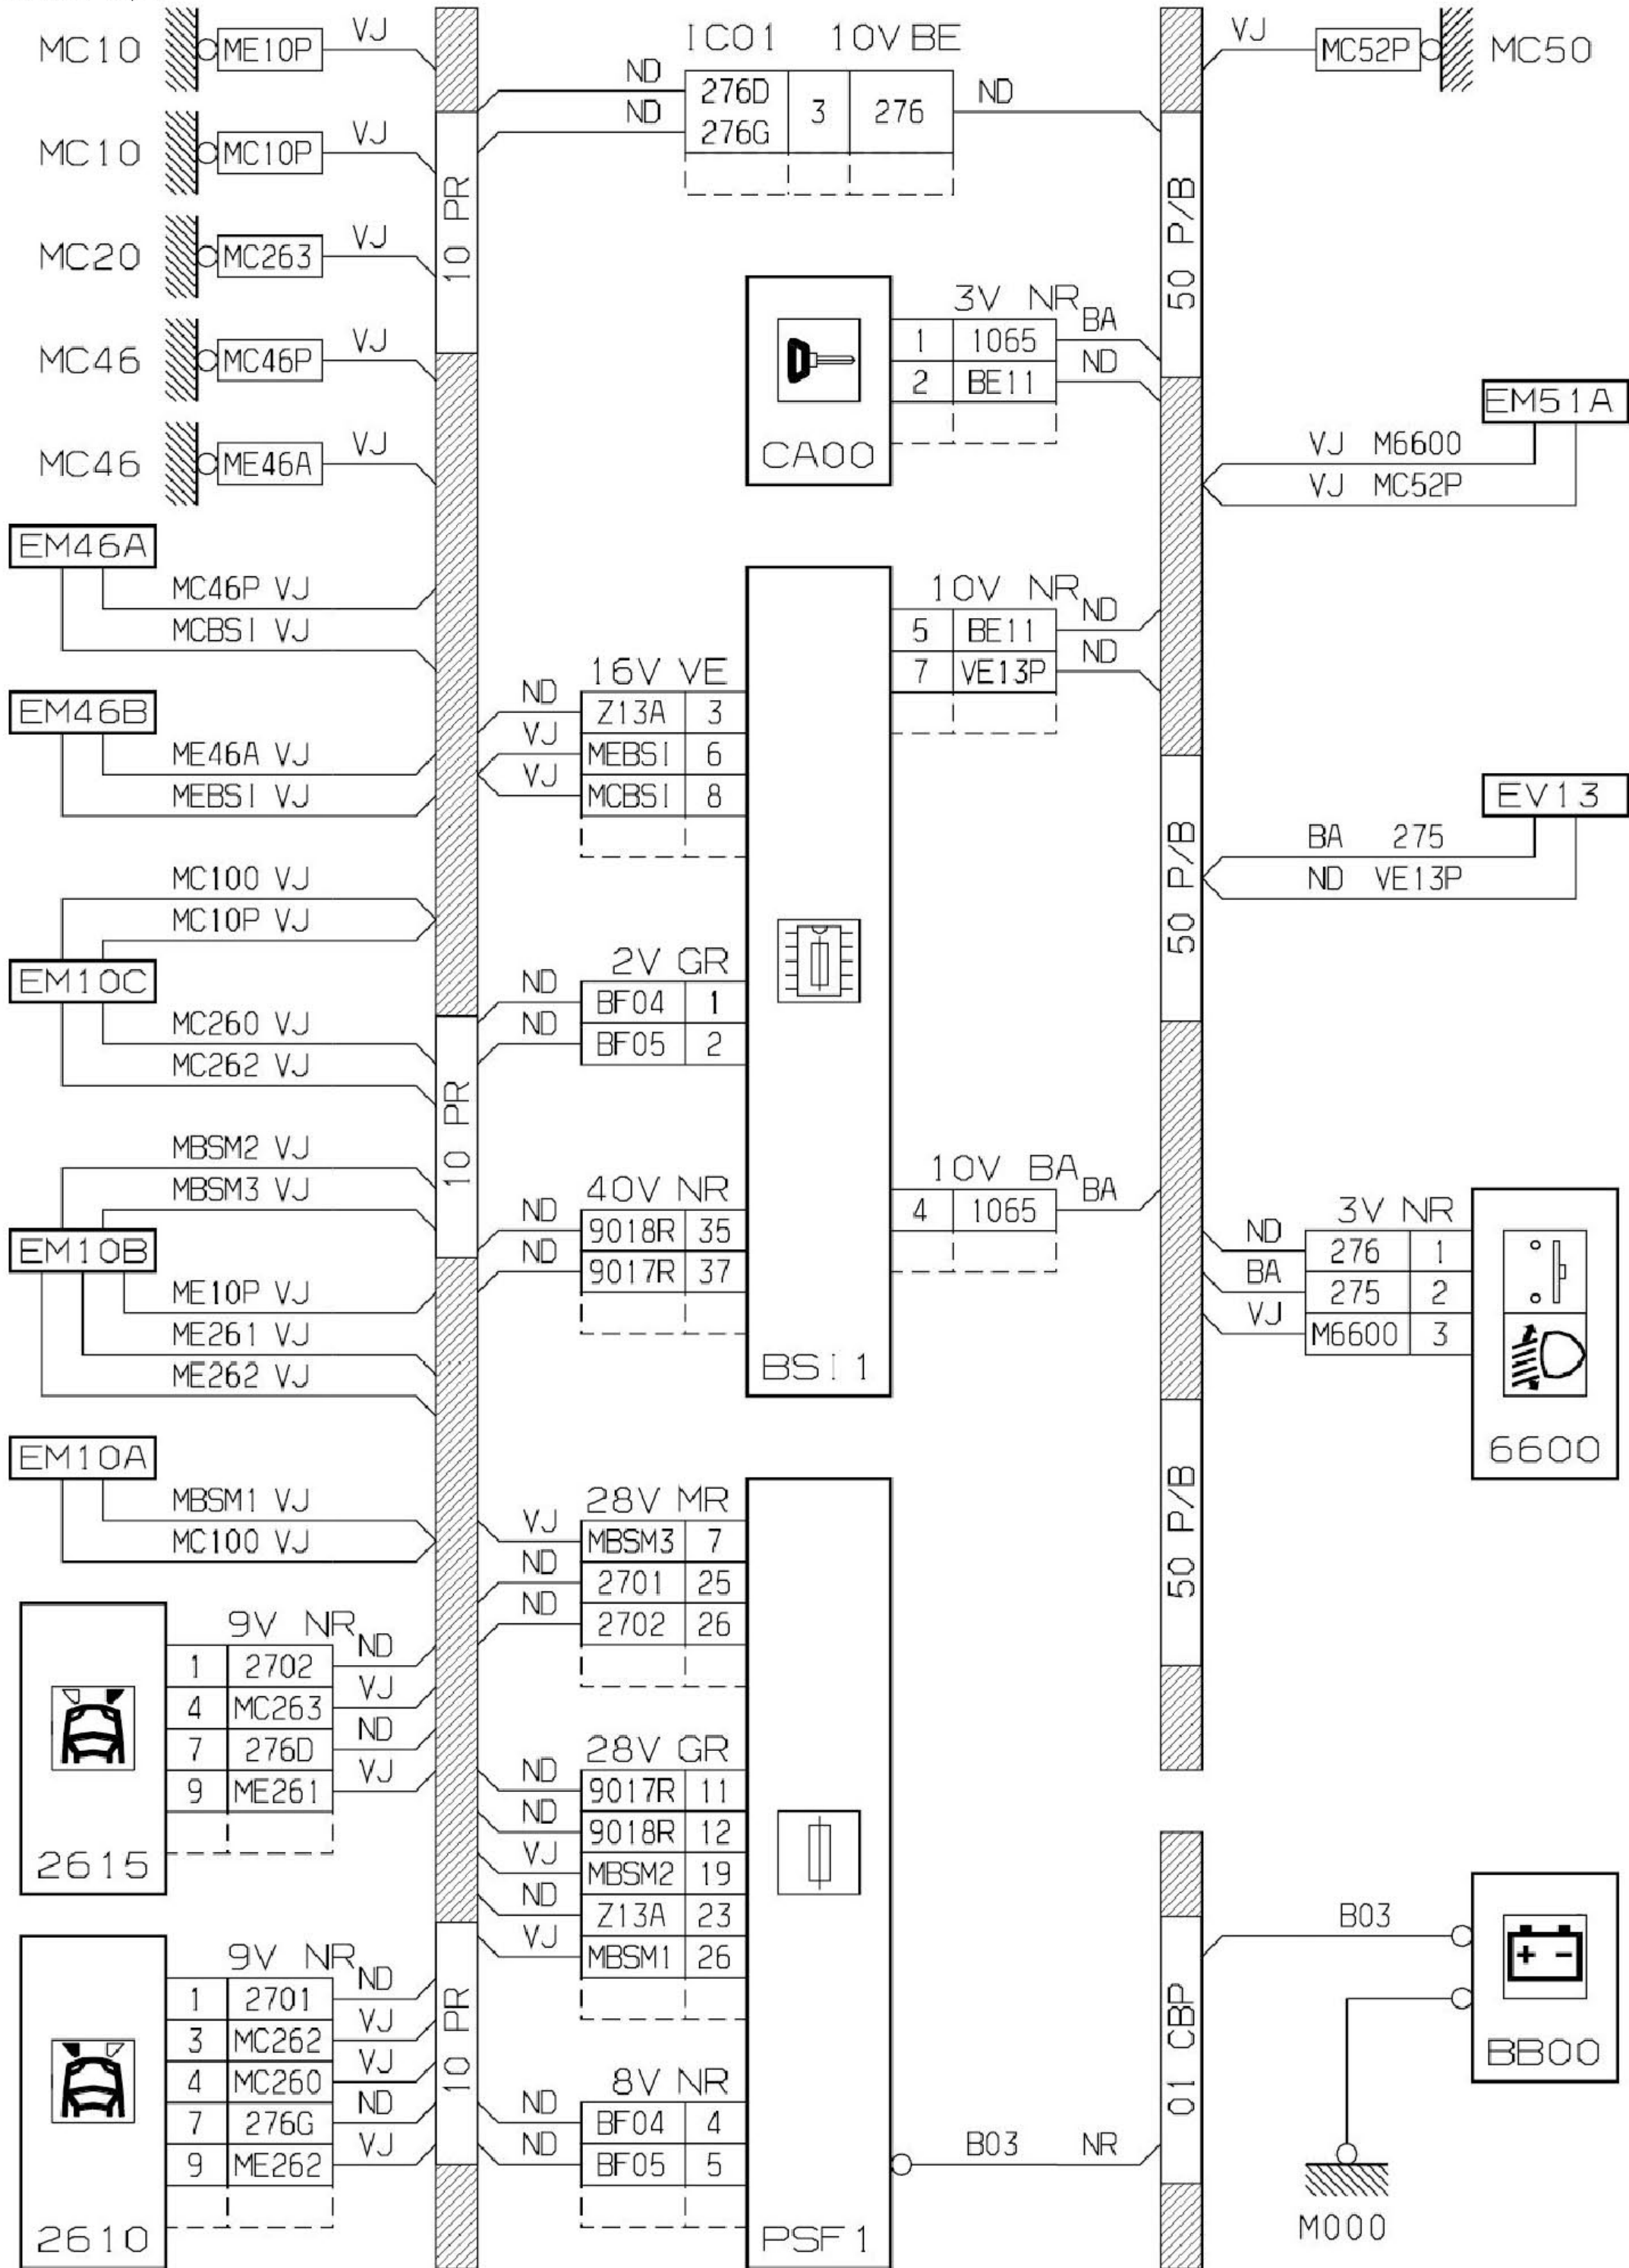 MC10 ME10P VJ
MC10 MC10P VJ
MC20 MC263 VJ
MC46 MC46P VJ
MC46 ME46A VJ
EM46A
MC46P VJ
MCBSI VJ
EM46B
ME46A VJ
MEBSI VJ
MC100 VJ
MC10P VJ
EM10C
MC260 VJ
MC262 VJ
MBSM2 VJ
MBSM3 VJ
EM10B
ME10P VJ
ME261 VJ
ME262 VJ
EM10A
MBSM1 VJ
MC100 VJ
9V NR
1 2702 ND
4 MC263 VJ
7 276D ND
9 ME261 VJ
2615
9V NR
1 2701 ND
3 MC262 VJ
4 MC260 VJ
7 276G ND
9 ME262 VJ
2610
10 PR
10 PR
10 PR
IC01 10V BE
ND 276D 3 276 ND
ND 276G
3V NR
1 1065 BA
2 BE11 ND
CA00
10V NR
5 BE11 ND
7 VE13P ND
16V VE
ND Z13A 3
VJ MEBSI 6
VJ MCBSI 8
2V GR
ND BF04 1
ND BF05 2
40V NR
ND 9018R 35
ND 9017R 37
10V BA
4 1065 BA
BSI1
28V MR
VJ MBSM3 7
ND 2701 25
ND 2702 26
28V GR
ND 9017R 11
ND 9018R 12
VJ MBSM2 19
ND Z13A 23
VJ MBSM1 26
8V NR
ND BF04 4
ND BF05 5
PSF1
B03 NR
50 P/B
50 P/B
50 P/B
01 CBP
VJ MC52P MC50
EM51A
VJ M6600
VJ MC52P
EV13
BA 275
ND VE13P
3V NR
ND 276 1
BA 275 2
VJ M6600 3
6600
B03
+ -
BB00
M000